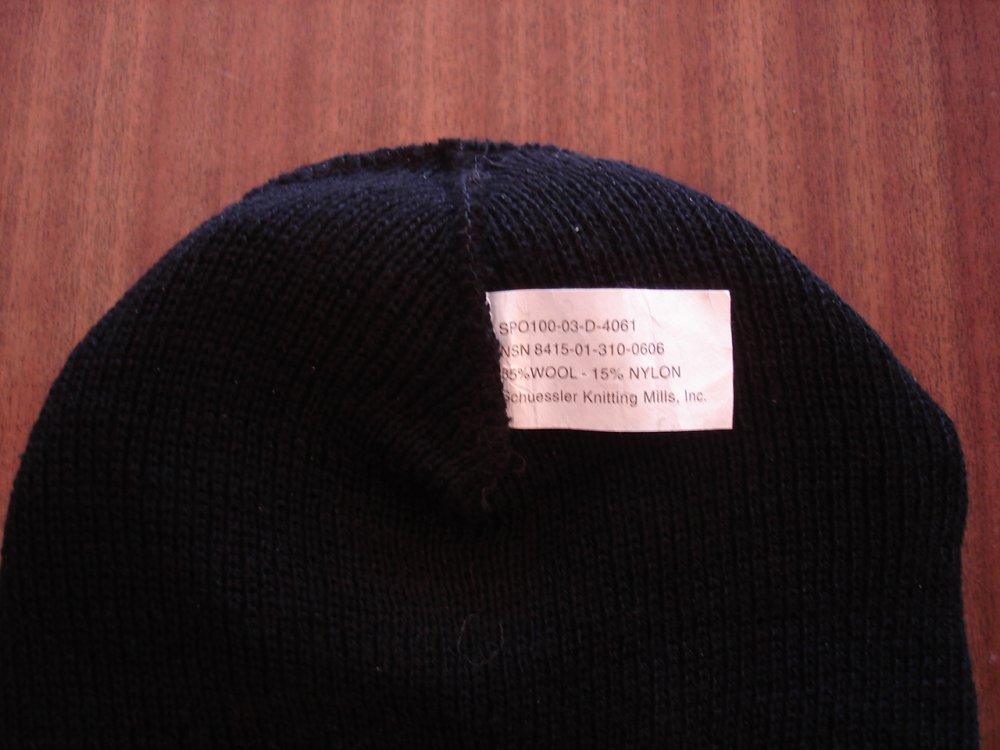 SPO100-03-D-4061
NSN 8415-01-310-0606
85%WOOL - 15% NYLON
Schuessler Knitting Mills, Inc.